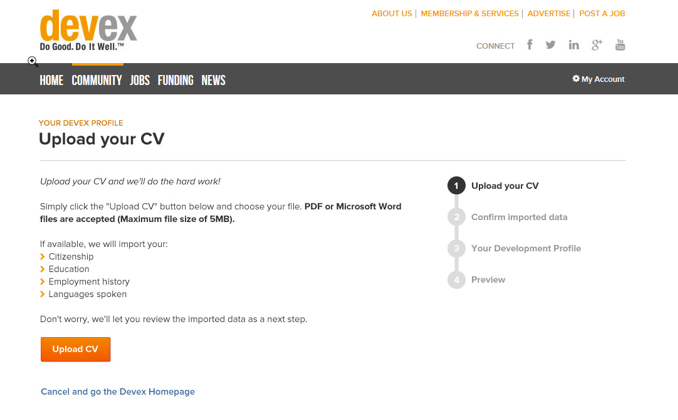 devex
Do Good. Do It Well.™
ABOUT US | MEMBERSHIP & SERVICES | ADVERTISE | POST A JOB
CONNECT
HOME COMMUNITY JOBS FUNDING NEWS
My Account
YOUR DEVEX PROFILE
Upload your CV
Upload your CV and we'll do the hard work!
Simply click the "Upload CV" button below and choose your file. PDF or Microsoft Word
files are accepted (Maximum file size of 5MB).
If available, we will import your:
Citizenship
Education
Employment history
Languages spoken
Don't worry, we'll let you review the imported data as a next step.
Upload CV
Cancel and go the Devex Homepage
1 Upload your CV
2 Confirm imported data
3 Your Development Profile
4 Preview